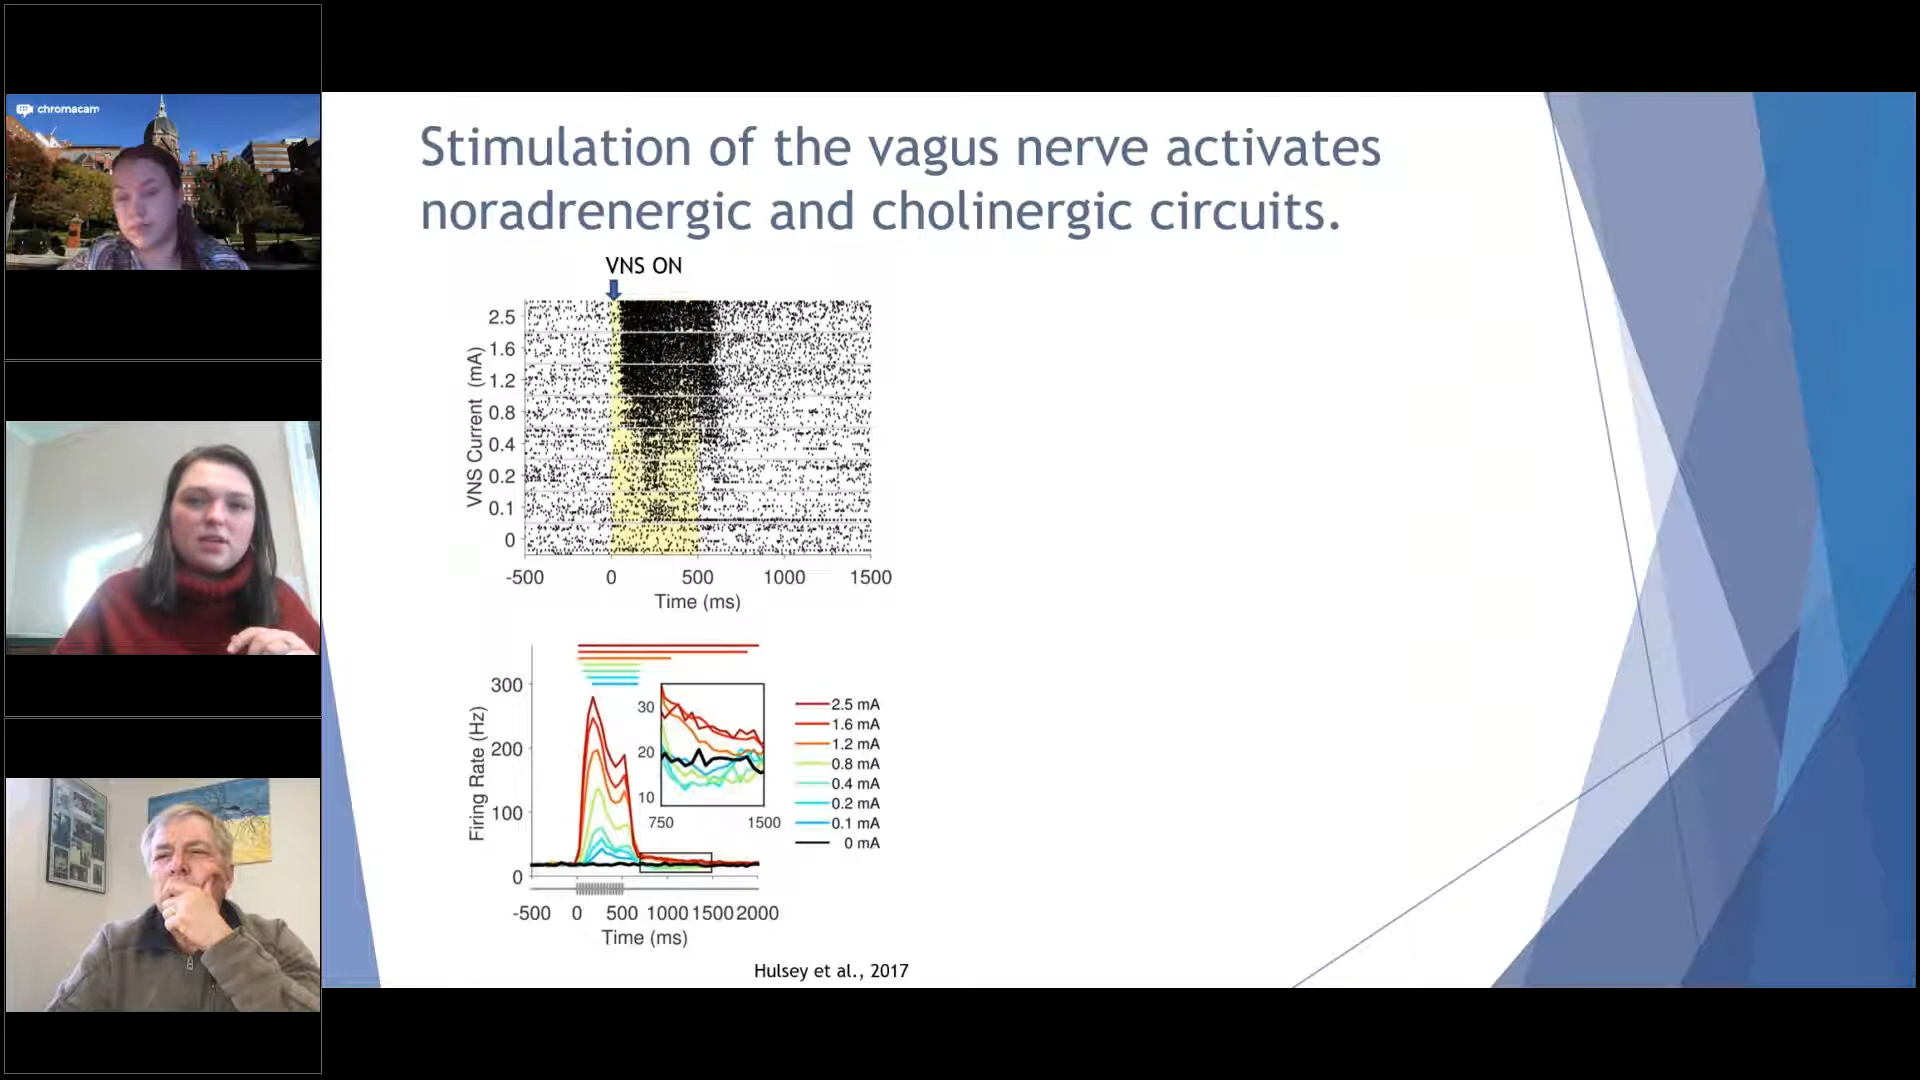 chromacam
Stimulation of the vagus nerve activates
noradrenergic and cholinergic circuits.
VNS ON
VNS Current (mA)
2.5
1.6
1.2
0.8
0.4
0.2
0.1
0
-500 0 500 1000 1500
Time (ms)
Firing Rate (Hz)
300
200
100
0
30
20
10
750 1500
2.5 mA
1.6 mA
1.2 mA
0.8 mA
0.4 mA
0.2 mA
0.1 mA
0 mA
-500 0 500 1000 1500 2000
Time (ms)
Hulsey et al., 2017